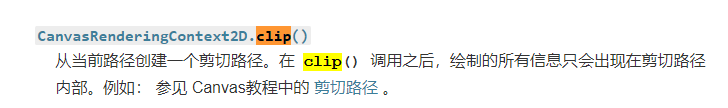 CanvasRenderingContext2D.clip()
从当前路径创建一个剪切路径。在 clip() 调用之后，绘制的所有信息只会出现在剪切路径
内部。例如： 参见 Canvas教程中的 剪切路径 。